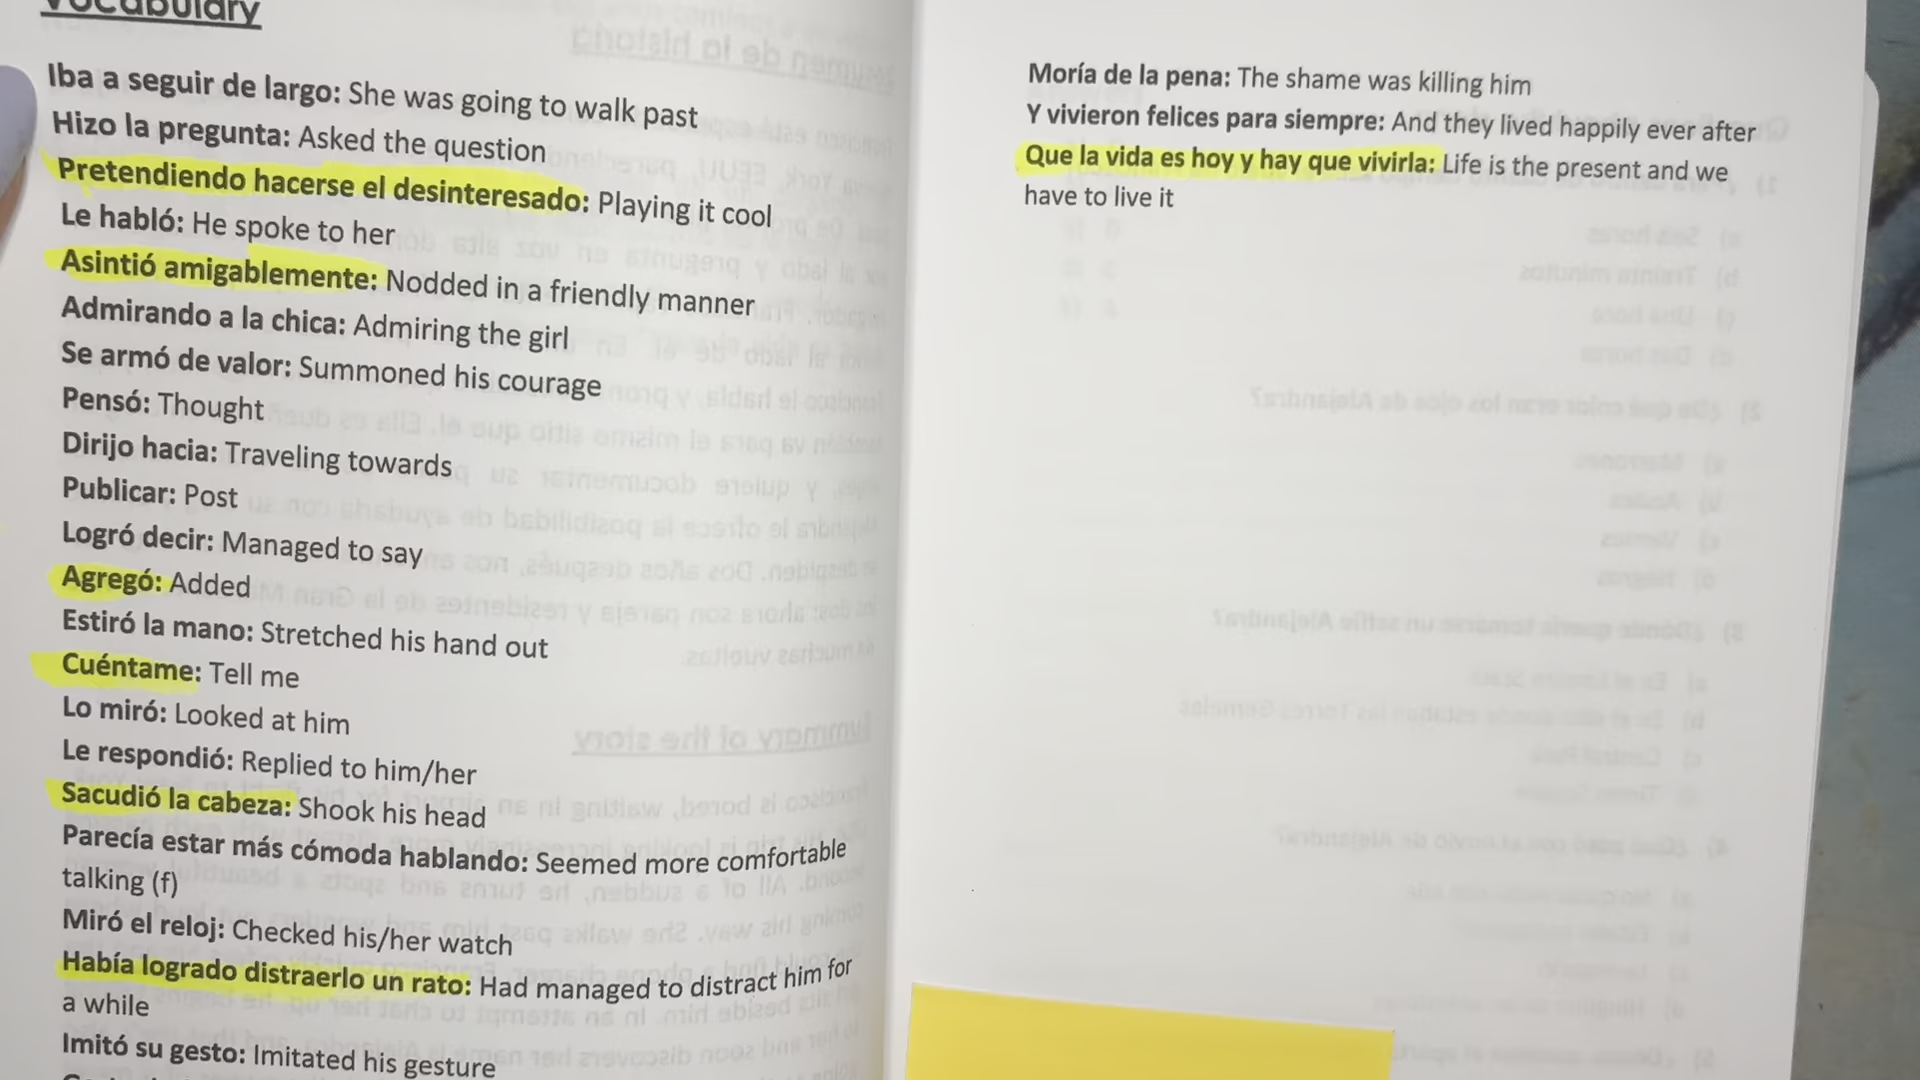 Vocabulary
Iba a seguir de largo: She was going to walk past
Hizo la pregunta: Asked the question
Pretendiendo hacerse el desinteresado: Playing it cool
Le habló: He spoke to her
Asintió amigablemente: Nodded in a friendly manner
Admirando a la chica: Admiring the girl
Se armó de valor: Summoned his courage
Pensó: Thought
Dirijo hacia: Traveling towards
Publicar: Post
Logró decir: Managed to say
Agregó: Added
Estiró la mano: Stretched his hand out
Cuéntame: Tell me
Lo miró: Looked at him
Le respondió: Replied to him/her
Sacudió la cabeza: Shook his head
Parecía estar más cómoda hablando: Seemed more comfortable
talking (f)
Miró el reloj: Checked his/her watch
Había logrado distraerlo un rato: Had managed to distract him for
a while
Imitó su gesto: Imitated his gesture
Moría de la pena: The shame was killing him
Y vivieron felices para siempre: And they lived happily ever after
Que la vida es hoy y hay que vivirla: Life is the present and we
have to live it